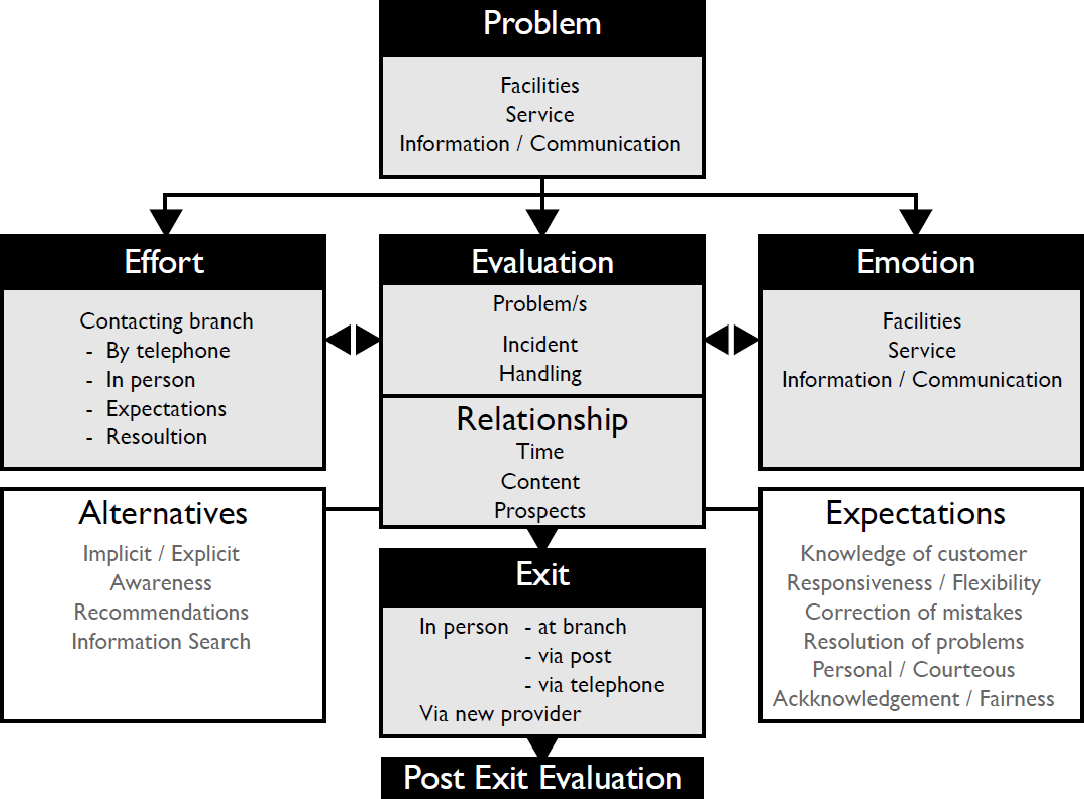 Problem
Facilities
Service
Information / Communication
Effort
Contacting branch
- By telephone
- In person
- Expectations
- Resoultion
Evaluation
Problem/s
Incident
Handling
Relationship
Time
Content
Prospects
Emotion
Facilities
Service
Information / Communication
Alternatives
Implicit / Explicit
Awareness
Recommendations
Information Search
Expectations
Knowledge of customer
Responsiveness / Flexibility
Correction of mistakes
Resolution of problems
Personal / Courteous
Ackknowledgement / Fairness
Exit
In person - at branch
- via post
- via telephone
Via new provider
Post Exit Evaluation